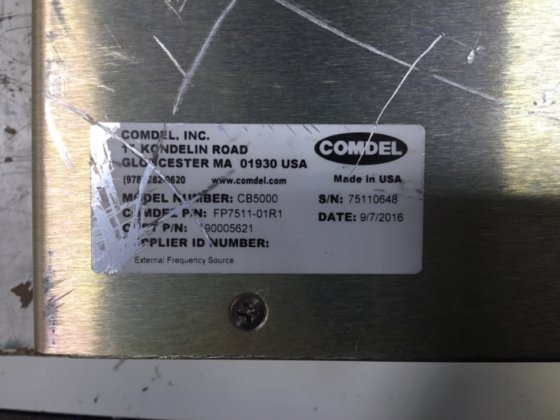 COMDEL, INC.
COMDEL
KONDELIN ROAD
GLOUCESTER MA 01930 USA
www.comdel.com
Made in USA
MODEL NUMBER: CB5000
S/N: 75110648
COMDEL P/N: FP7511-01R1
DATE: 9/7/2016
P/N:
SUPPLIER ID NUMBER:
External Frequency Source